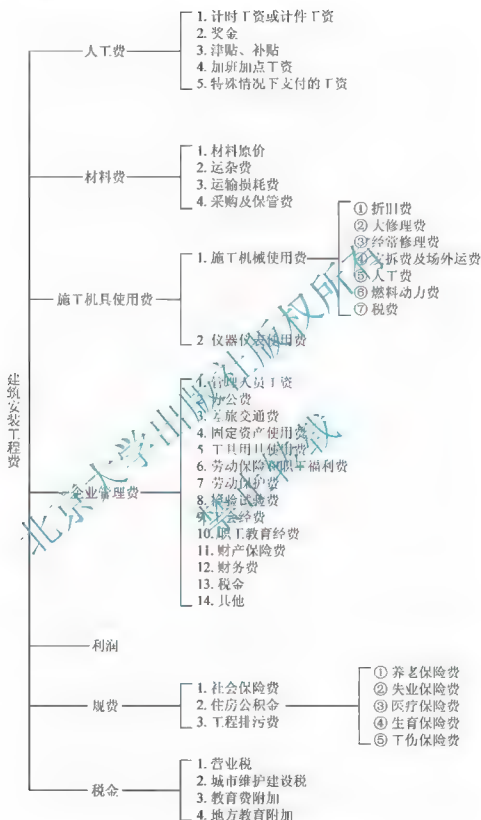 建筑安装工程费
人工费
1. 计时工资或计件工资
2. 奖金
3. 津贴、补贴
4. 加班加点工资
5. 特殊情况下支付的工资
材料费
1. 材料原价
2. 运杂费
3. 运输损耗费
4. 采购及保管费
施工机具使用费
1. 施工机械使用费
① 折旧费
② 大修理费
③ 经常修理费
④ 安拆费及场外运费
⑤ 人工费
⑥ 燃料动力费
⑦ 税费
2 仪器仪表使用费
企业管理费
1. 管理人员工资
2. 办公费
3. 差旅交通费
4. 固定资产使用费
5 工具用具使用费
6. 劳动保险和职工福利费
7 劳动保护费
8. 检验试验费
9. 工会经费
10. 职工教育经费
11. 财产保险费
12. 财务费
13. 税金
14. 其他
利润
规费
1. 社会保险费
2. 住房公积金
3. 工程排污费
① 养老保险费
② 失业保险费
③ 医疗保险费
④ 生育保险费
⑤ 工伤保险费
税金
1. 营业税
2. 城市维护建设税
3. 教育费附加
4. 地方教育附加
北京大学出版社版权所有
禁止转载